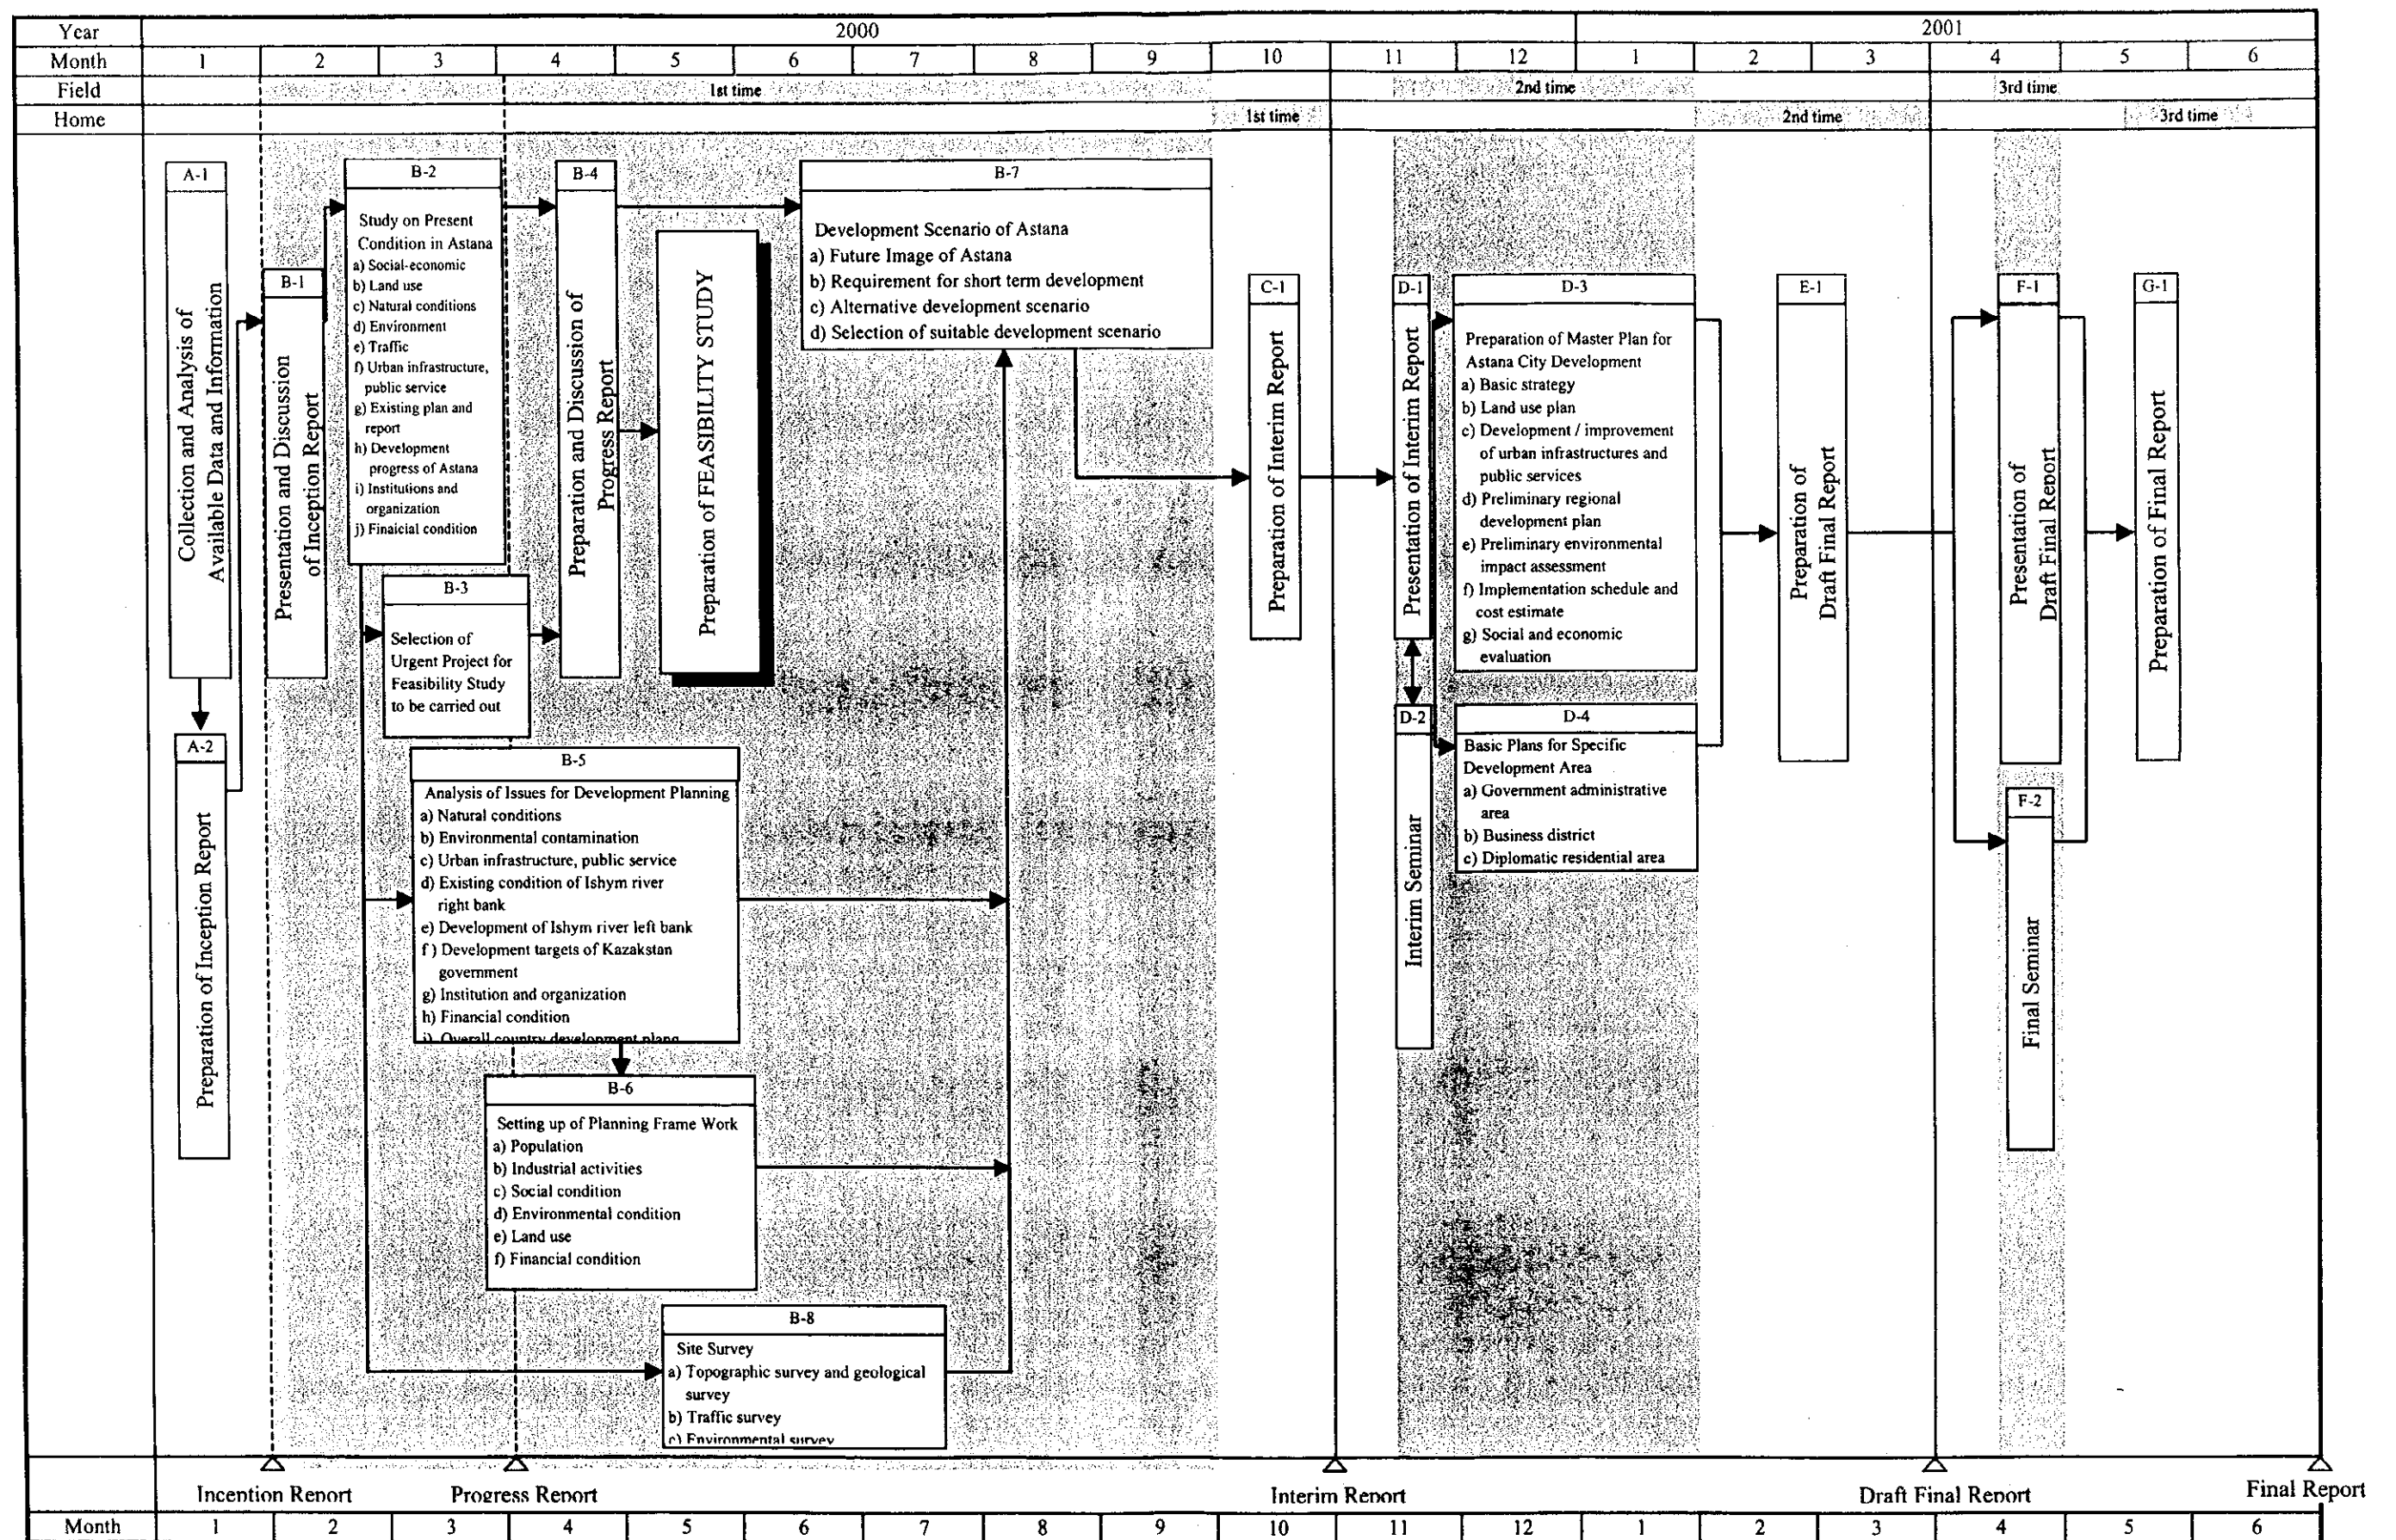 Year 2000 2001
Month 1 2 3 4 5 6 7 8 9 10 11 12 1 2 3 4 5 6
Field 1st time 2nd time 3rd time
Home 1st time 2nd time 3rd time
A-1
Collection and Analysis of
Available Data and Information
A-2
Preparation of Inception Report
B-1
Presentation and Discussion
of Inception Report
B-2
Study on Present
Condition in Astana
a) Social-economic
b) Land use
c) Natural conditions
d) Environment
e) Traffic
f) Urban infrastructure,
public service
g) Existing plan and
report
h) Development
progress of Astana
i) Institutions and
organization
j) Finaicial condition
B-3
Selection of
Urgent Project for
Feasibility Study
to be carried out
B-4
Preparation and Discussion of
Progress Report
Preparation of FEASIBILITY STUDY
B-5
Analysis of Issues for Development Planning
a) Natural conditions
b) Environmental contamination
c) Urban infrastructure, public service
d) Existing condition of Ishym river
right bank
e) Development of Ishym river left bank
f ) Development targets of Kazakstan
government
g) Institution and organization
h) Financial condition
i) Overall country development plang
B-6
Setting up of Planning Frame Work
a) Population
b) Industrial activities
c) Social condition
d) Environmental condition
e) Land use
f) Financial condition
B-7
Development Scenario of Astana
a) Future Image of Astana
b) Requirement for short term development
c) Alternative development scenario
d) Selection of suitable development scenario
B-8
Site Survey
a) Topographic survey and geological
survey
b) Traffic survey
c) Environmental survey
C-1
Preparation of Interim Report
D-1
Presentation of Interim Report
D-2
Interim Seminar
D-3
Preparation of Master Plan for
Astana City Development
a) Basic strategy
b) Land use plan
c) Development / improvement
of urban infrastructures and
public services
d) Preliminary regional
development plan
e) Preliminary environmental
impact assessment
f) Implementation schedule and
cost estimate
g) Social and economic
evaluation
D-4
Basic Plans for Specific
Development Area
a) Government administrative
area
b) Business district
c) Diplomatic residential area
E-1
Preparation of
Draft Final Report
F-1
Presentation of
Draft Final Report
F-2
Final Seminar
G-1
Preparation of Final Report
Inception Report Progress Report Interim Report Draft Final Report Final Report
Month 1 2 3 4 5 6 7 8 9 10 11 12 1 2 3 4 5 6